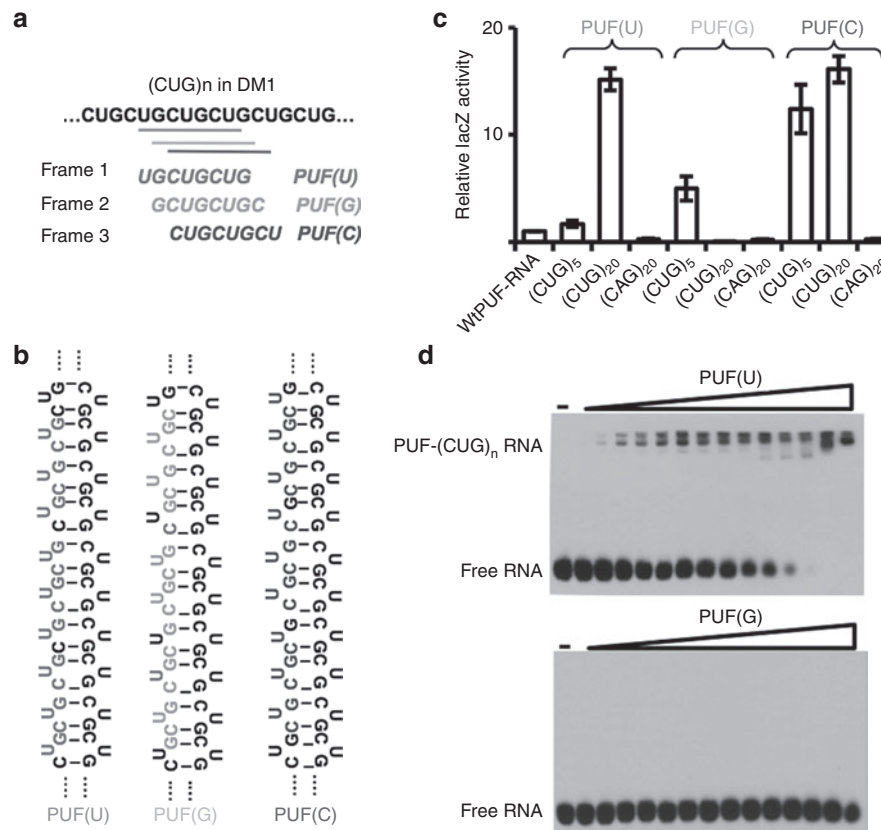 a
(CUG)n in DM1
...CUGCUGCUGCUGCUGCUG...
Frame 1 UGCUGCUG PUF(U)
Frame 2 GCUGCUGC PUF(G)
Frame 3 CUGCUGCU PUF(C)
b
PUF(U) PUF(G) PUF(C)
c
PUF(U) PUF(G) PUF(C)
Relative lacZ activity
20
10
0
WtPUF-RNA
(CUG)5
(CUG)20
(CAG)20
(CUG)5
(CUG)20
(CAG)20
(CUG)5
(CUG)20
(CAG)20
d
PUF(U)
–
PUF-(CUG)n RNA
Free RNA
PUF(G)
–
Free RNA